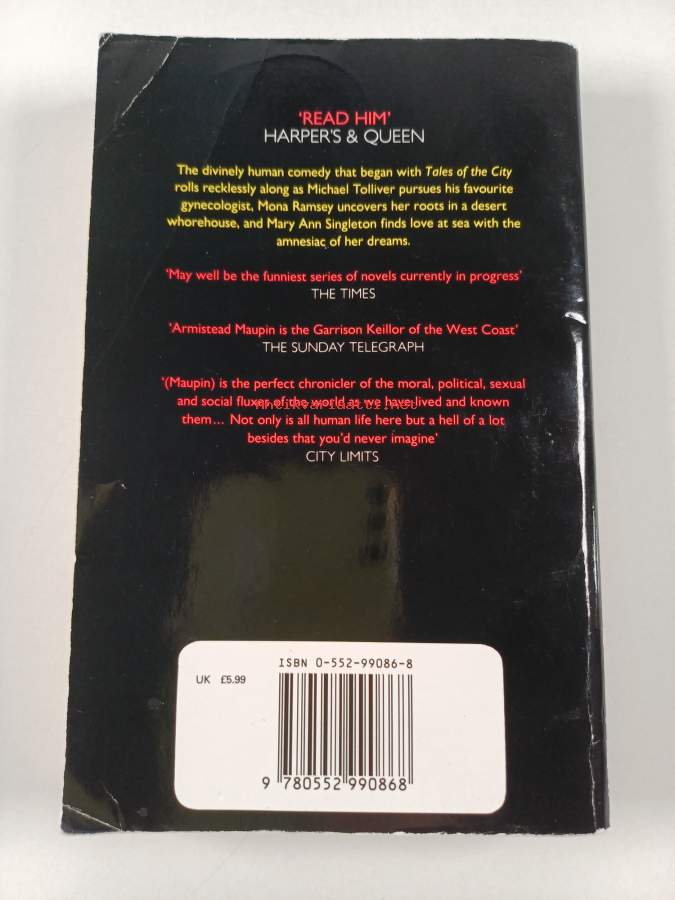 'READ HIM'
HARPER'S & QUEEN
The divinely human comedy that began with Tales of the City
rolls recklessly along as Michael Tolliver pursues his favourite
gynecologist, Mona Ramsey uncovers her roots in a desert
whorehouse, and Mary Ann Singleton finds love at sea with the
amnesiac of her dreams.
'May well be the funniest series of novels currently in progress'
THE TIMES
'Armistead Maupin is the Garrison Keillor of the West Coast'
THE SUNDAY TELEGRAPH
'(Maupin) is the perfect chronicler of the moral, political, sexual
and social fluxes of the world as we have lived and known
them... Not only is all human life here but a hell of a lot
besides that you'd never imagine'
CITY LIMITS
ISBN 0-552-99086-8
UK £5.99
9 780552 990868